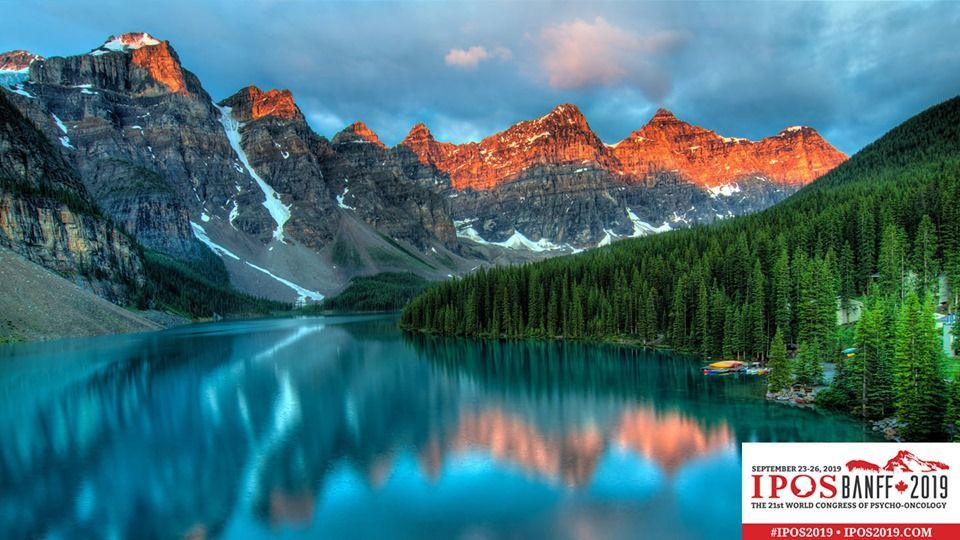 SEPTEMBER 23-26, 2019
IPOS BANFF 2019
THE 21st WORLD CONGRESS OF PSYCHO-ONCOLOGY
#IPOS2019 • IPOS2019.COM